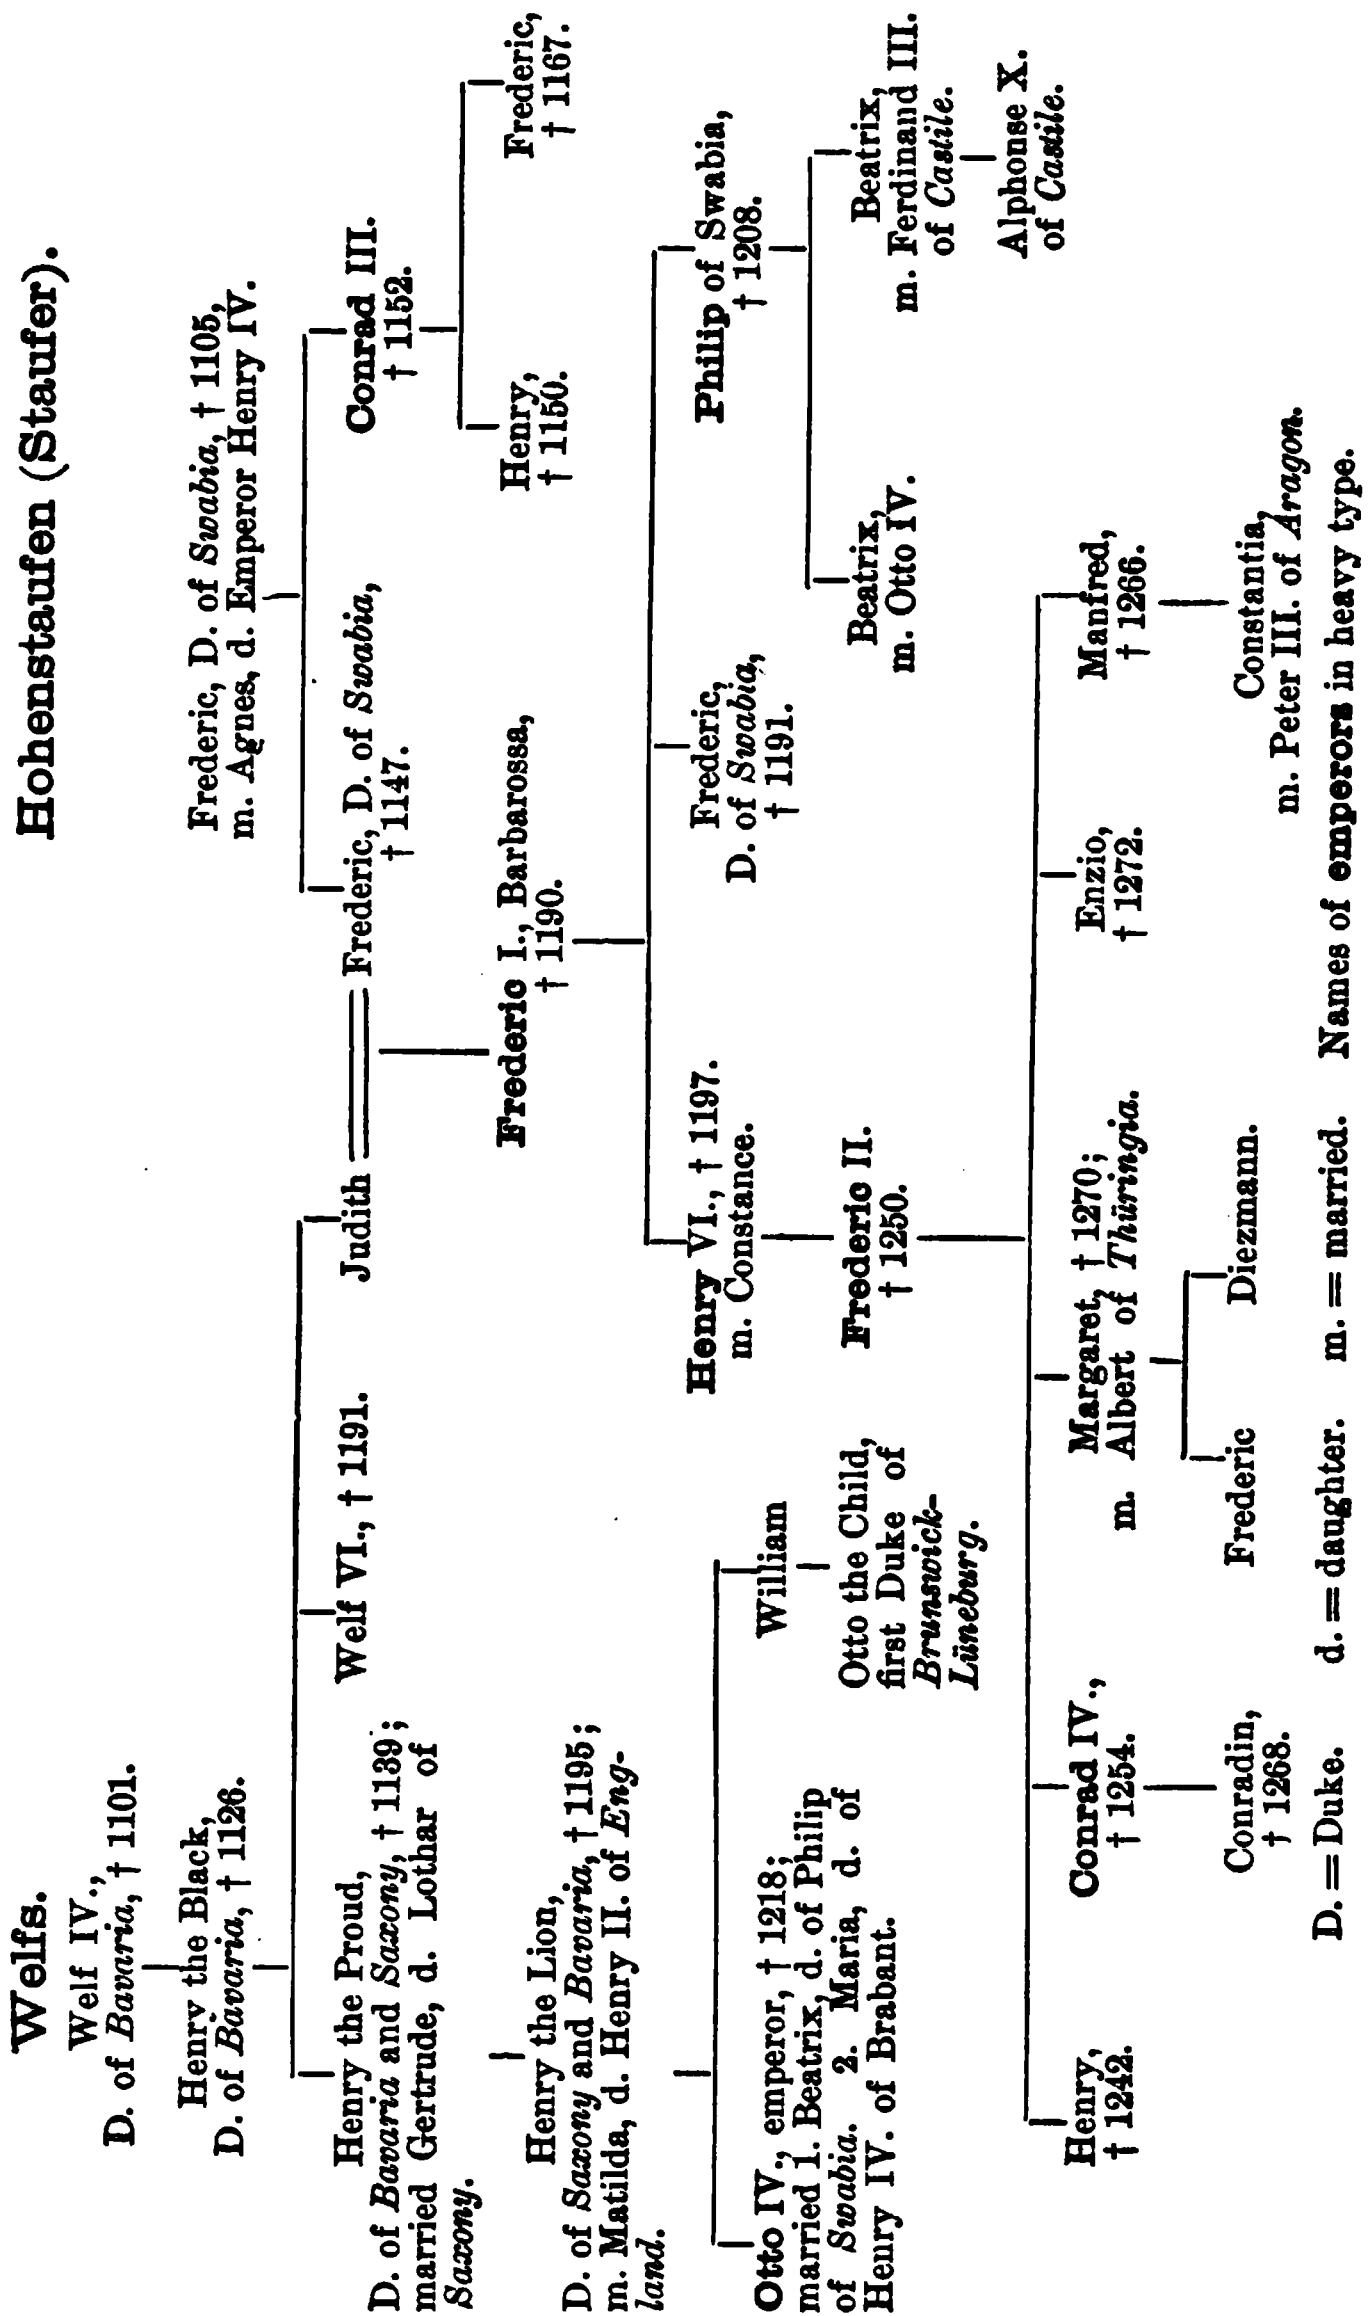 Welfs.
Welf IV.,
D. of Bavaria, † 1101.
Henry the Black,
D. of Bavaria, † 1126.
Hohenstaufen (Staufer).
Frederic, D. of Swabia, † 1105,
m. Agnes, d. Emperor Henry IV.
Henry the Proud,
D. of Bavaria and Saxony, † 1139;
married Gertrude, d. Lothar of
Saxony.
Welf VI., † 1191.
Judith
Frederic, D. of Swabia,
† 1147.
Conrad III.
† 1152.
Henry the Lion,
D. of Saxony and Bavaria, † 1195;
m. Matilda, d. Henry II. of Eng-
land.
Frederic I., Barbarossa,
† 1190.
Henry,
† 1150.
Frederic,
† 1167.
Otto IV., emperor, † 1218;
married 1. Beatrix, d. of Philip
of Swabia. 2. Maria, d. of
Henry IV. of Brabant.
William
Otto the Child,
first Duke of
Brunswick-
Lüneburg.
Henry VI., † 1197.
m. Constance.
Frederic,
D. of Swabia,
† 1191.
Philip of Swabia,
† 1208.
Frederic II.
† 1250.
Beatrix,
m. Otto IV.
Beatrix,
m. Ferdinand III.
of Castile.
Alphonse X.
of Castile.
Henry,
† 1242.
Conrad IV.,
† 1254.
Margaret, † 1270;
m. Albert of Thüringia.
Enzio,
† 1272.
Manfred,
† 1266.
Conradin,
† 1268.
Frederic
Diezmann.
Constantia,
m. Peter III. of Aragon.
D. = Duke. d. = daughter. m. = married. Names of emperors in heavy type.